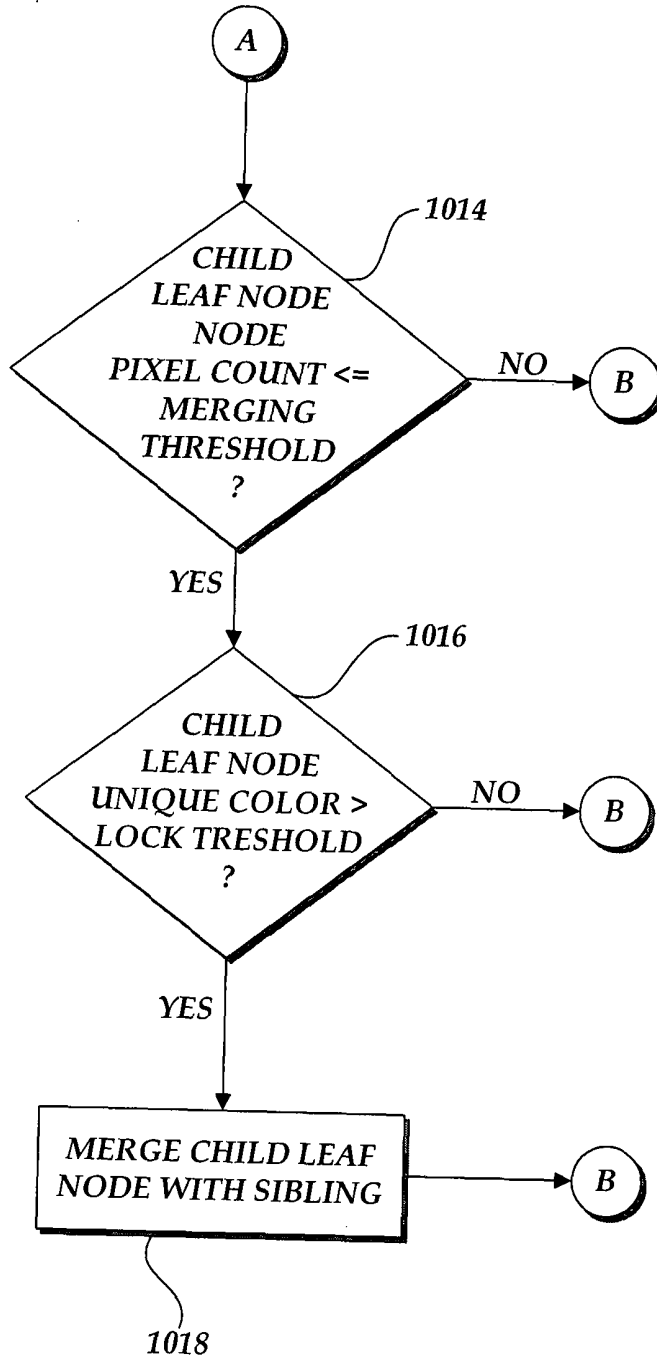 A
1014
CHILD
LEAF NODE
NODE
PIXEL COUNT <=
MERGING
THRESHOLD
?
NO
B
YES
1016
CHILD
LEAF NODE
UNIQUE COLOR >
LOCK TRESHOLD
?
NO
B
YES
MERGE CHILD LEAF
NODE WITH SIBLING
B
1018